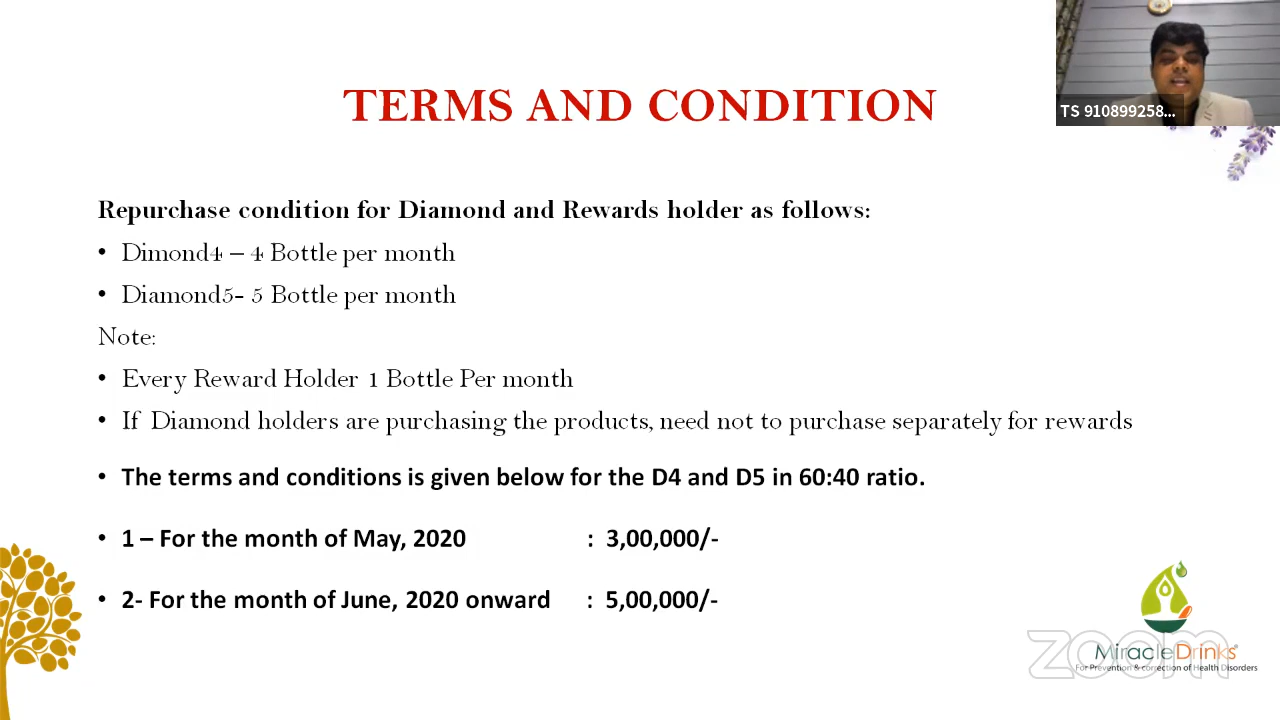 TERMS AND CONDITION
TS 910899258...
Repurchase condition for Diamond and Rewards holder as follows:
• Dimond4 – 4 Bottle per month
• Diamond5- 5 Bottle per month
Note:
• Every Reward Holder 1 Bottle Per month
• If Diamond holders are purchasing the products, need not to purchase separately for rewards
• The terms and conditions is given below for the D4 and D5 in 60:40 ratio.
• 1 – For the month of May, 2020 : 3,00,000/-
• 2- For the month of June, 2020 onward : 5,00,000/-
zoom
MiracleDrinks
For Prevention & correction of Health Disorders